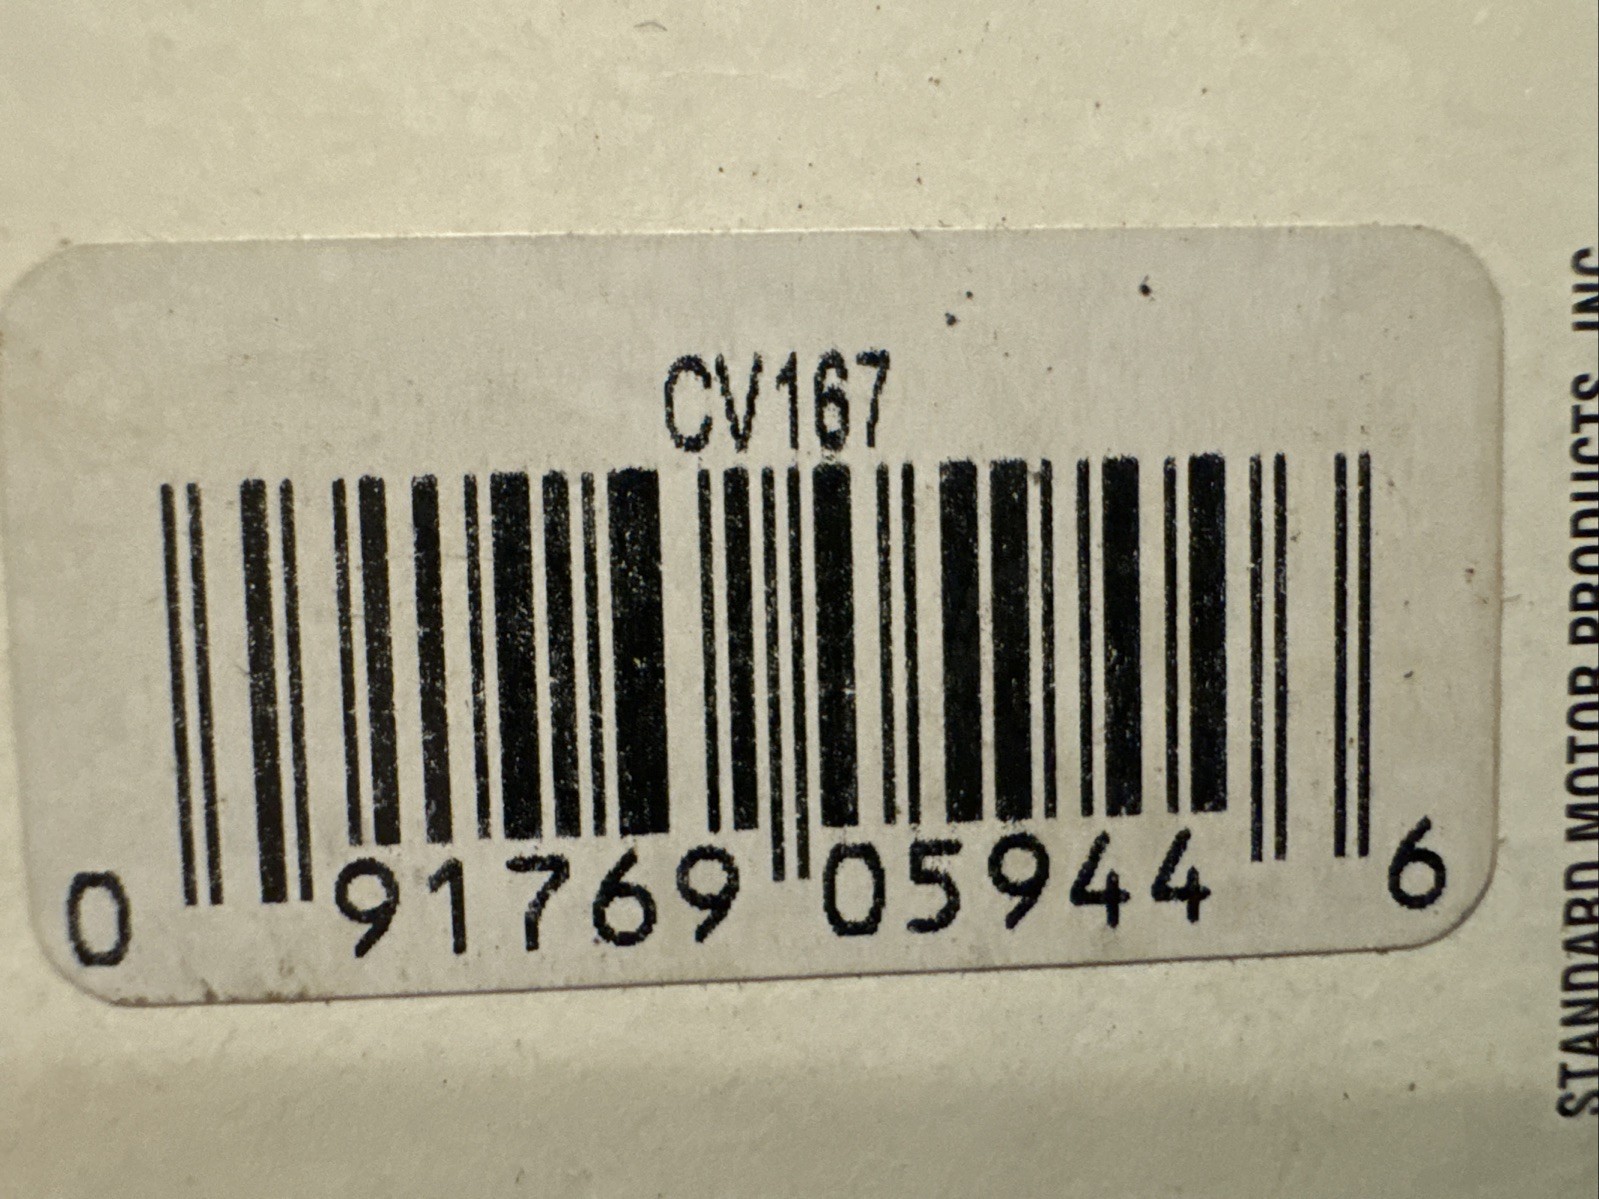 CV167
0 91769 05944 6
STANDARD MOTOR PRODUCTS, INC